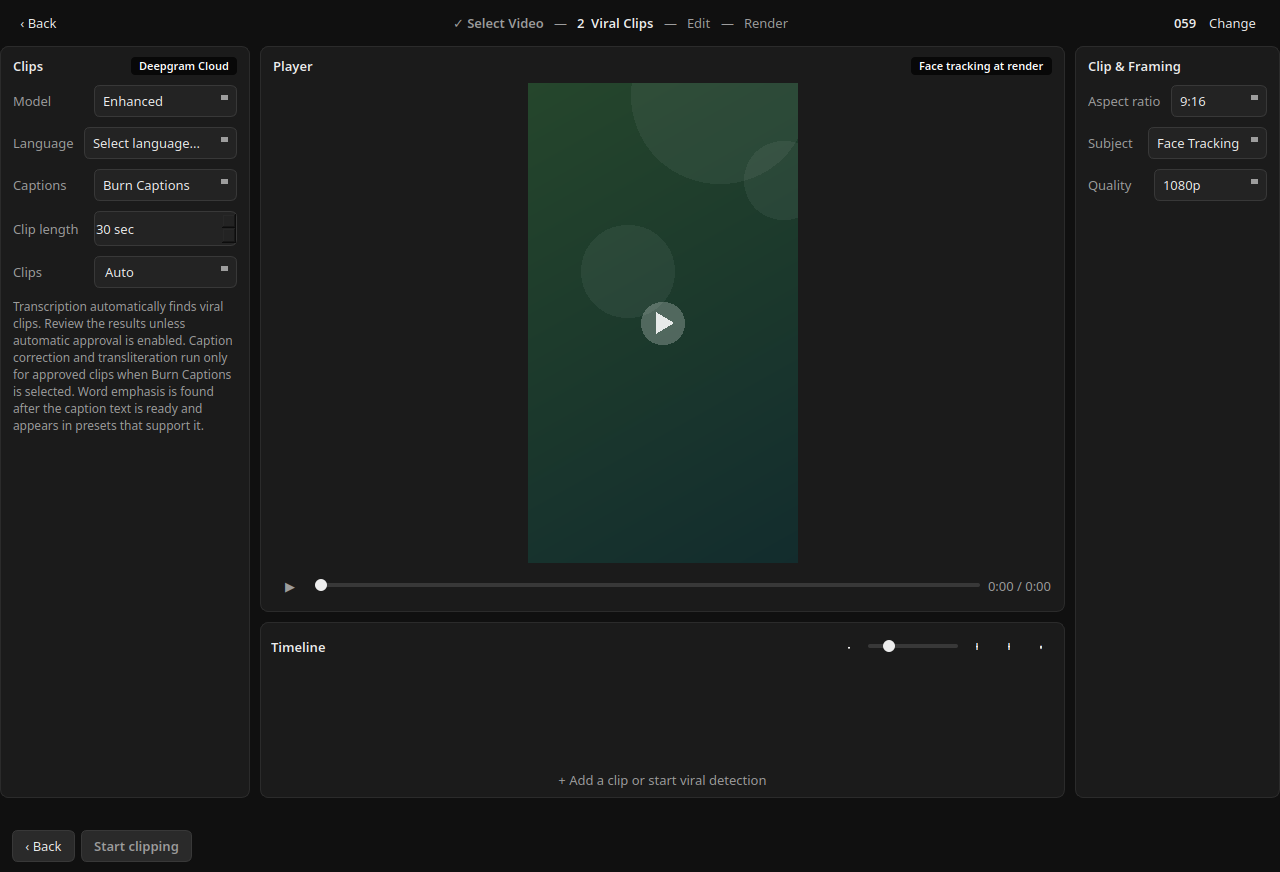 ‹ Back
✓ Select Video — 2 Viral Clips — Edit — Render
059 Change
Clips
Deepgram Cloud
Model
Enhanced
Language
Select language...
Captions
Burn Captions
Clip length
30 sec
Clips
Auto
Transcription automatically finds viral
clips. Review the results unless
automatic approval is enabled. Caption
correction and transliteration run only
for approved clips when Burn Captions
is selected. Word emphasis is found
after the caption text is ready and
appears in presets that support it.
Player
Face tracking at render
0:00 / 0:00
Timeline
+ Add a clip or start viral detection
Clip & Framing
Aspect ratio
9:16
Subject
Face Tracking
Quality
1080p
‹ Back
Start clipping